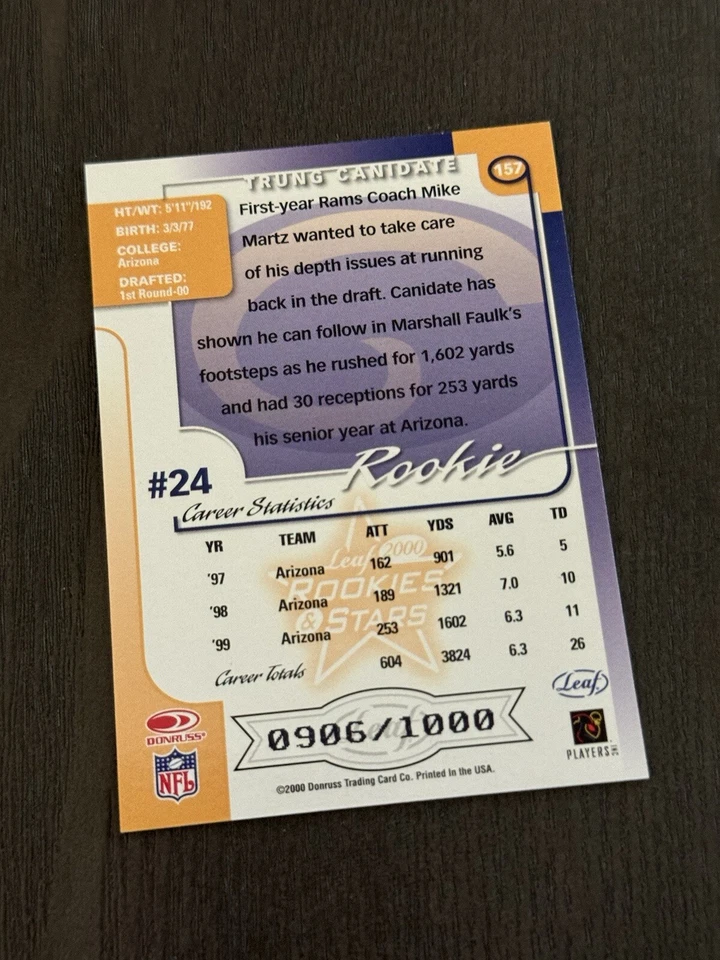 TRUNG CANIDATE
157
HT/WT: 5'11"/192
BIRTH: 3/3/77
COLLEGE:
Arizona
DRAFTED:
1st Round-00
First-year Rams Coach Mike
Martz wanted to take care
of his depth issues at running
back in the draft. Canidate has
shown he can follow in Marshall Faulk's
footsteps as he rushed for 1,602 yards
and had 30 receptions for 253 yards
his senior year at Arizona.
Rookie
#24
Career Statistics
YR TEAM ATT YDS AVG TD
'97 Arizona 162 901 5.6 5
'98 Arizona 189 1321 7.0 10
'99 Arizona 253 1602 6.3 11
Career Totals 604 3824 6.3 26
Leaf 2000
ROOKIES
& STARS
Leaf
0906/1000
Leaf
DONRUSS
NFL
PLAYERS INC
©2000 Donruss Trading Card Co. Printed In the USA.